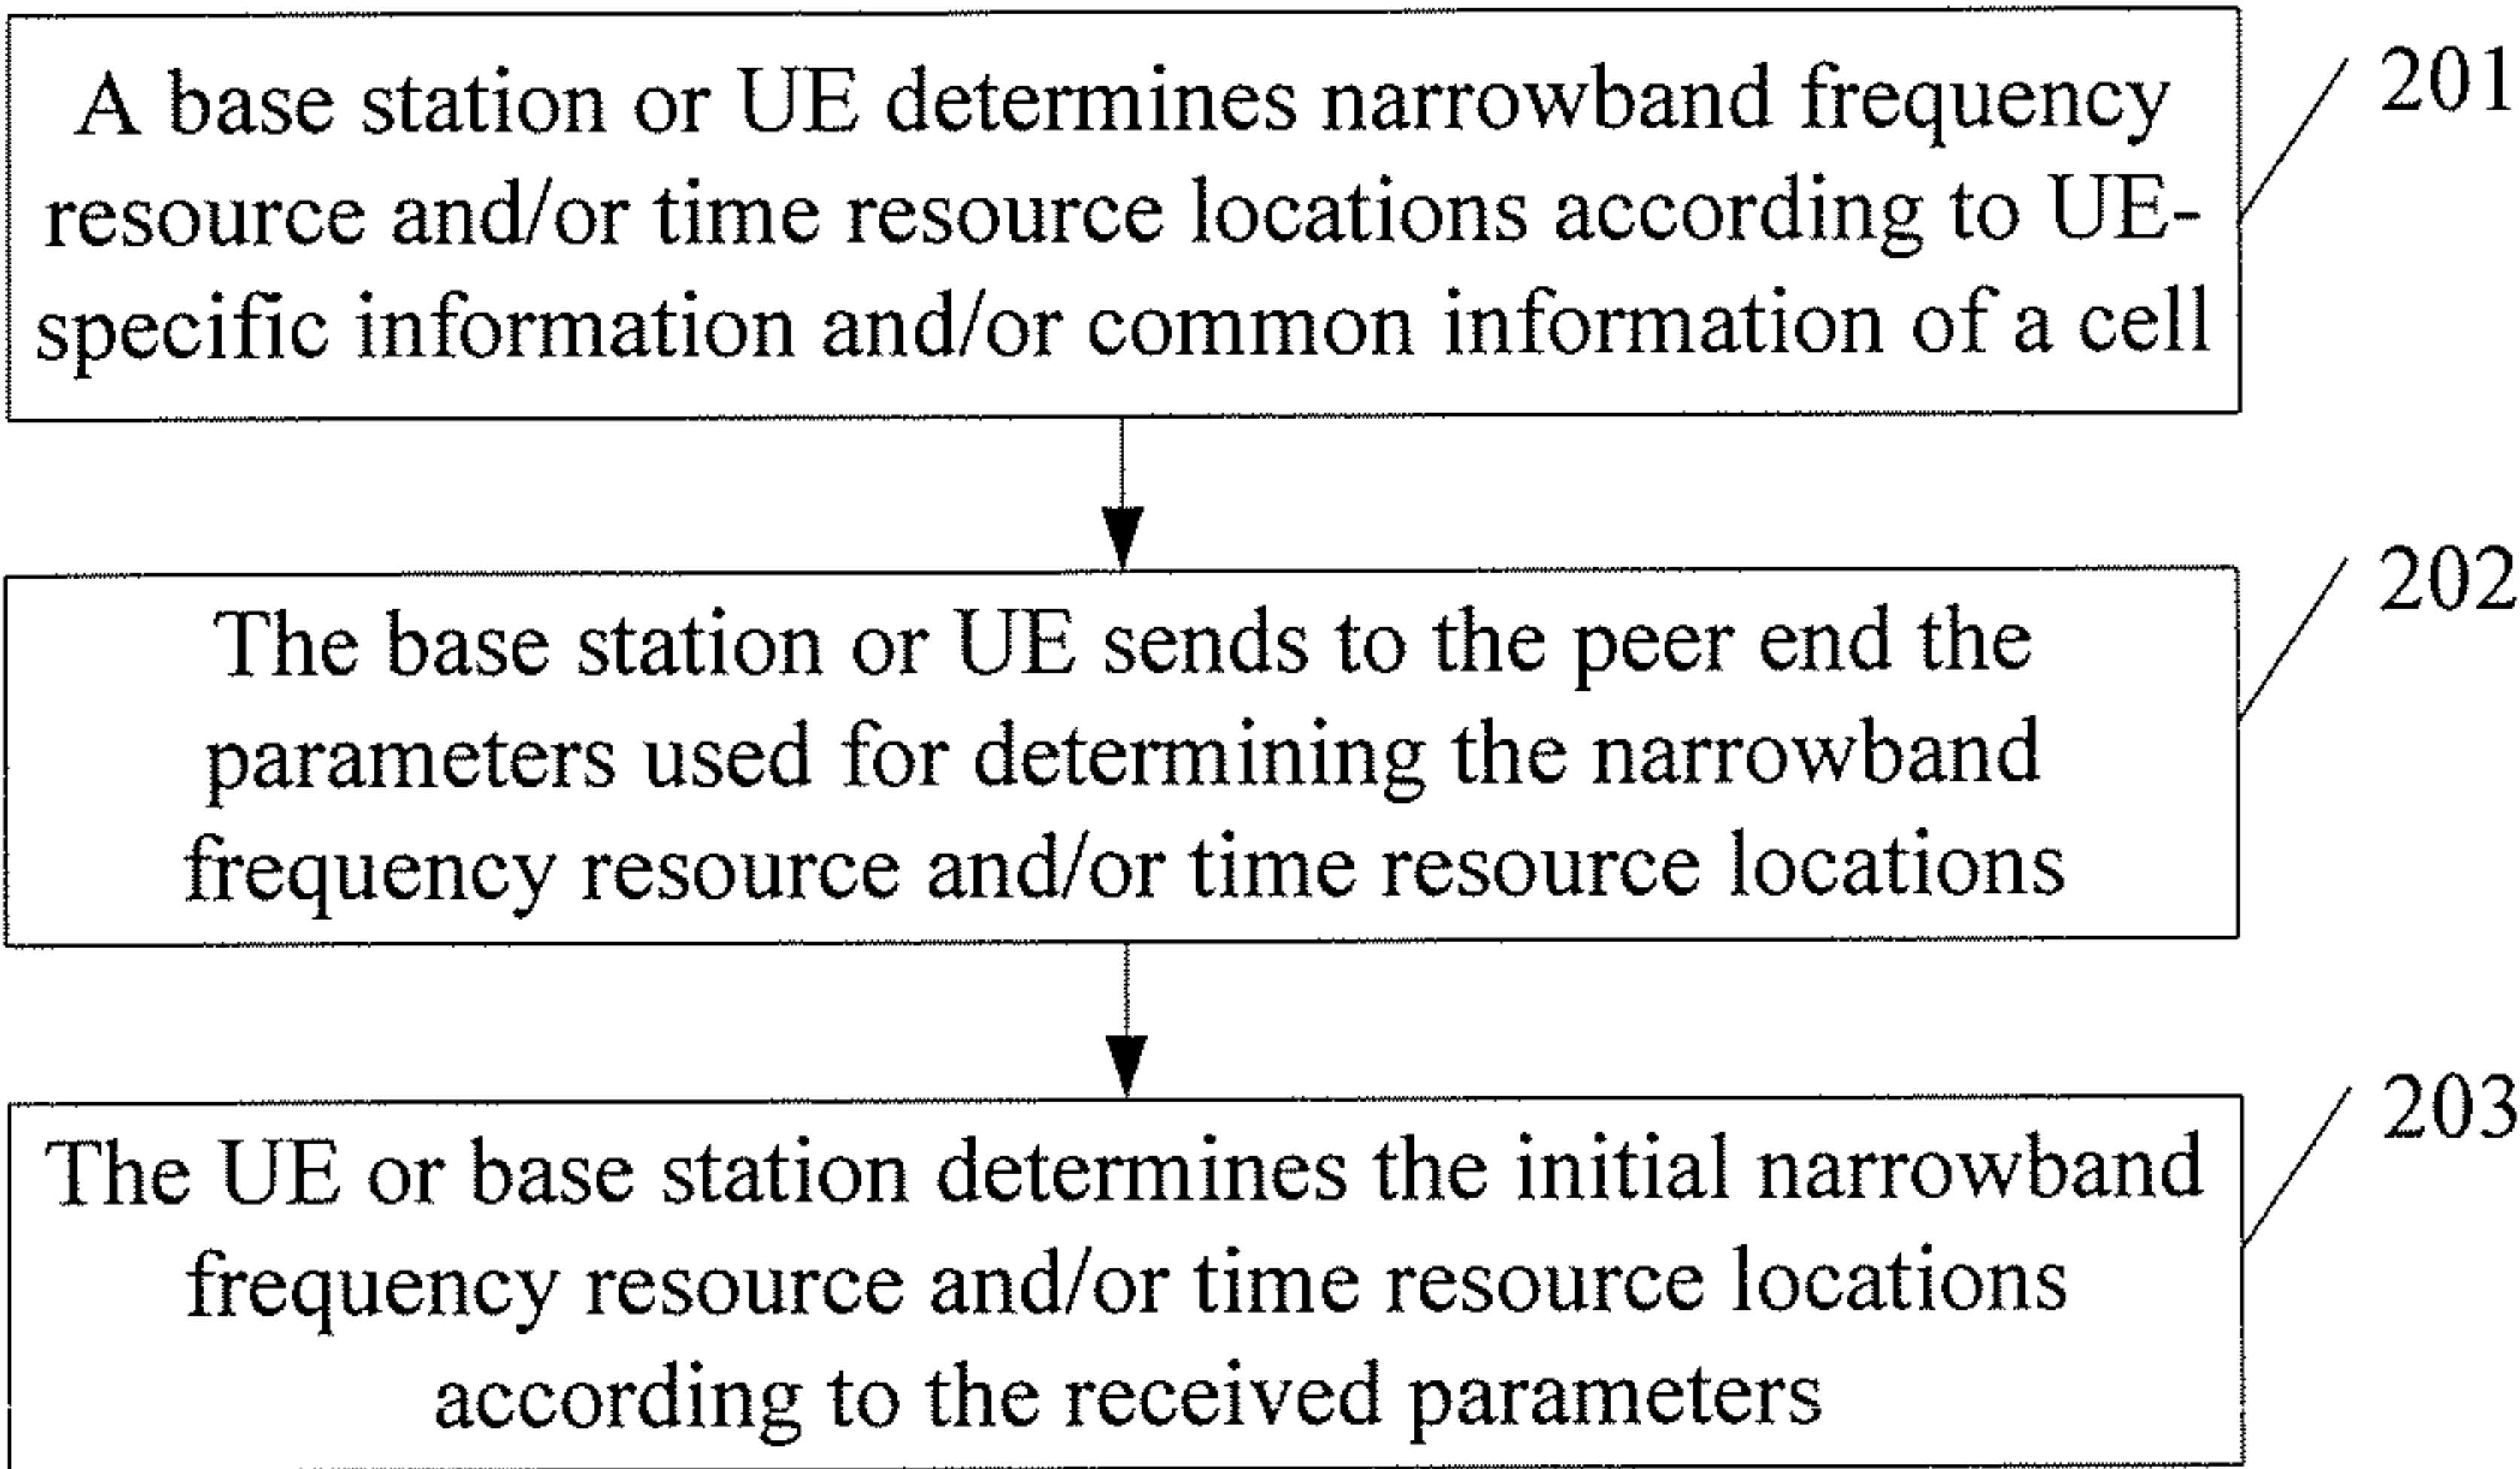 A base station or UE determines narrowband frequency
resource and/or time resource locations according to UE-
specific information and/or common information of a cell
201
The base station or UE sends to the peer end the
parameters used for determining the narrowband
frequency resource and/or time resource locations
202
The UE or base station determines the initial narrowband
frequency resource and/or time resource locations
according to the received parameters
203